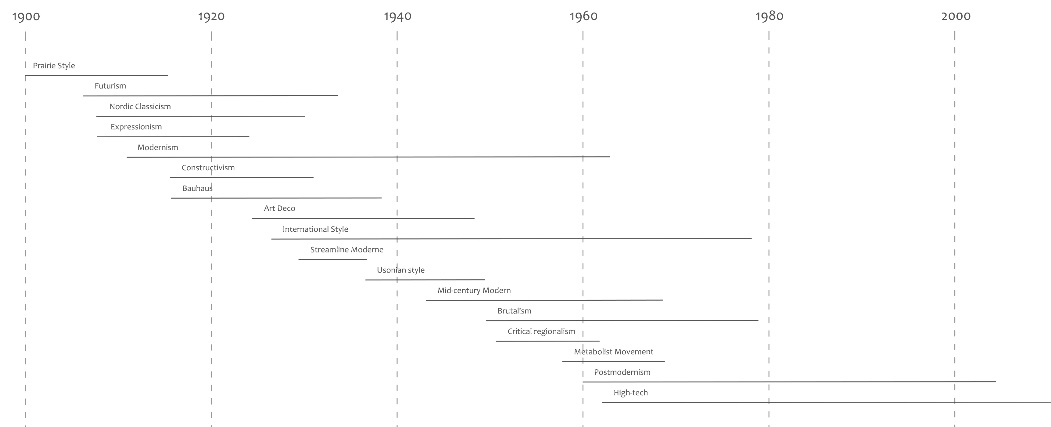 1900 1920 1940 1960 1980 2000
Prairie Style
Futurism
Nordic Classicism
Expressionism
Modernism
Constructivism
Bauhaus
Art Deco
International Style
Streamline Moderne
Usonian style
Mid-century Modern
Brutalism
Critical regionalism
Metabolist Movement
Postmodernism
High-tech